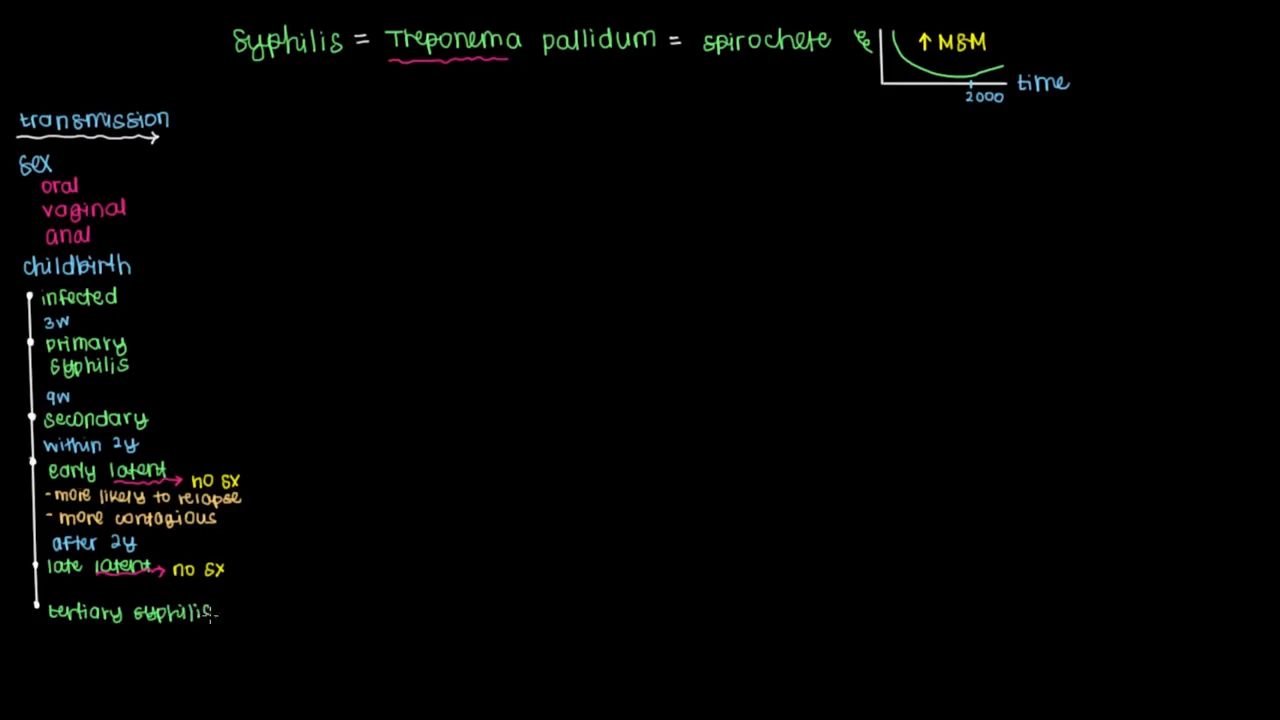 syphilis = Treponema pallidum = spirochete
↑ MSM
time
2000
transmission
sex
oral
vaginal
anal
childbirth
infected
3w
primary
syphilis
9w
secondary
within 2y
early latent → no sx
- more likely to relapse
- more contagious
after 2y
late latent → no sx
tertiary syphilis